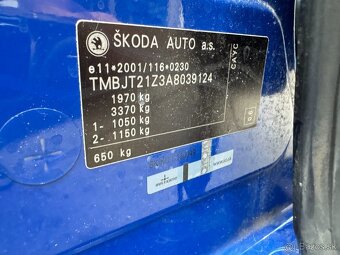 ŠKODA AUTO a.s.
e11*2001/116*0230
TMBJT21Z3A8039124
1970 kg
3370 kg
1- 1050 kg
2- 1150 kg
650 kg
CAYC